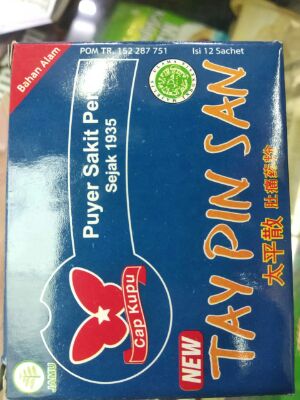 Bahan Alam
POM TR. 152 287 751
Isi 12 Sachet
Puyer Sakit Per
Sejak 1935
Cap Kupu
NEW
TAY PIN SAN
太平散
JAMU